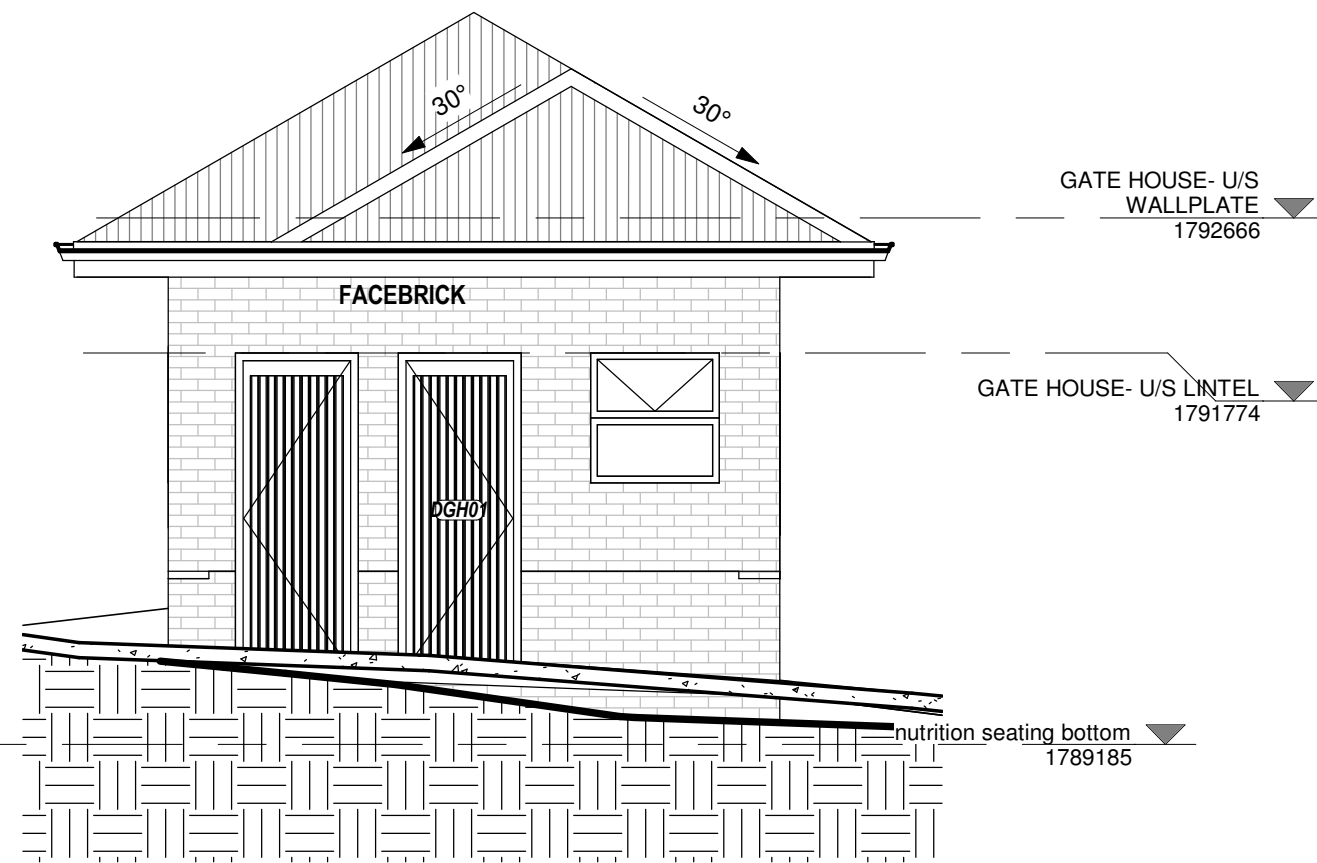 30°
30°
GATE HOUSE- U/S
WALLPLATE
1792666
FACEBRICK
GATE HOUSE- U/S LINTEL
1791774
DGH01
nutrition seating bottom
1789185